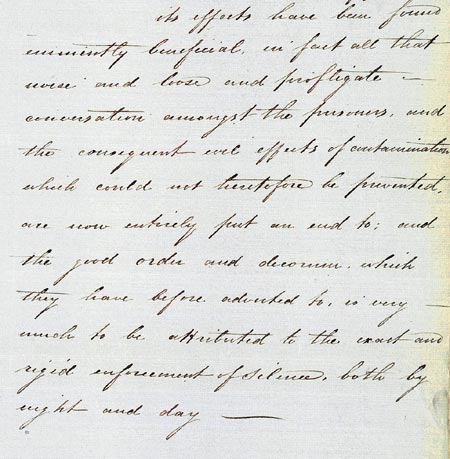 its effects have been found
eminently beneficial, in fact all that
noise and loose and profligate —
conversation amongst the prisoners, and
the consequent evil effects of contamination
which could not heretofore be prevented,
are now entirely put an end to; and
the good order and decorum, which
they have before adverted to, is very —
much to be attributed to the exact and
rigid enforcement of silence, both by
night and day —